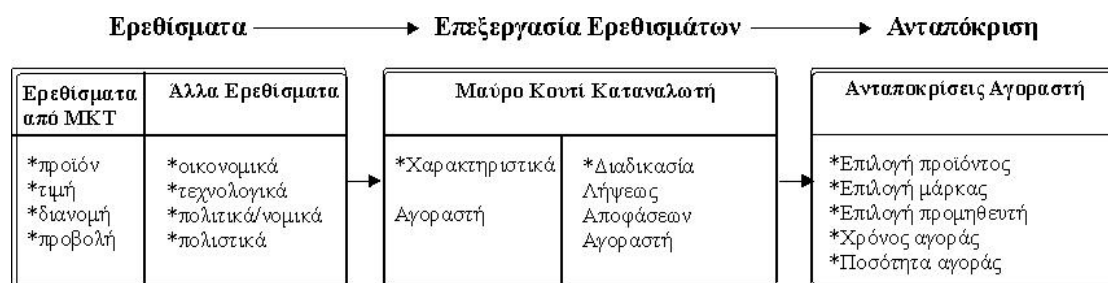 Ερεθίσματα Επεξεργασία Ερεθισμάτων Ανταπόκριση
Ερεθίσματα
από ΜΚΤ
*προϊόν
*τιμή
*διανομή
*προβολή
Άλλα Ερεθίσματα
*οικονομικά
*τεχνολογικά
*πολιτικά/νομικά
*πολιστικά
Μαύρο Κουτί Καταναλωτή
*Χαρακτηριστικά
Αγοραστή
*Διαδικασία
Λήψεως
Αποφάσεων
Αγοραστή
Ανταποκρίσεις Αγοραστή
*Επιλογή προϊόντος
*Επιλογή μάρκας
*Επιλογή προμηθευτή
*Χρόνος αγοράς
*Ποσότητα αγοράς